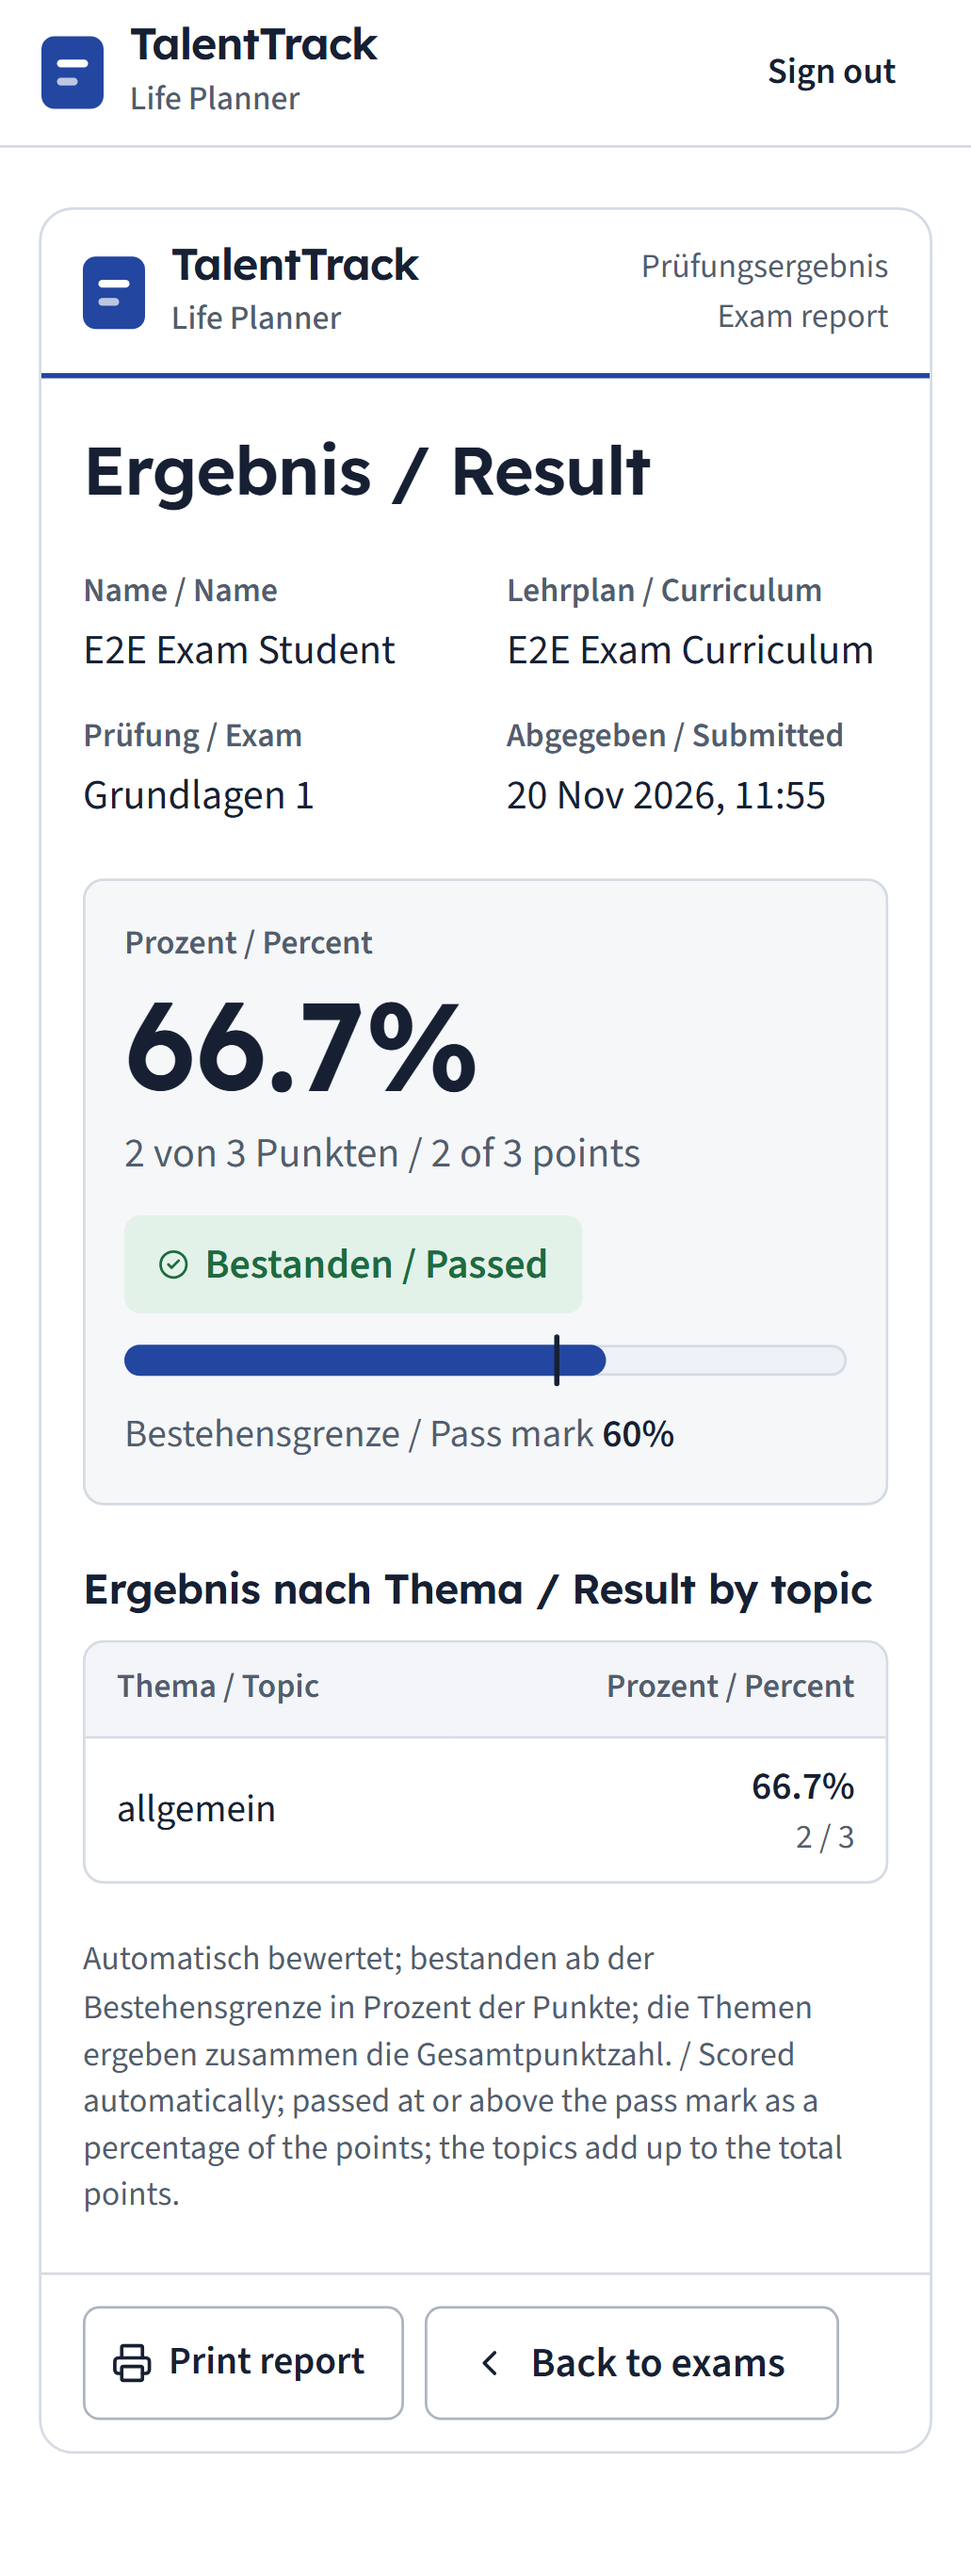 TalentTrack
Life Planner
Sign out
TalentTrack
Life Planner
Prüfungsergebnis
Exam report
Ergebnis / Result
Name / Name
E2E Exam Student
Lehrplan / Curriculum
E2E Exam Curriculum
Prüfung / Exam
Grundlagen 1
Abgegeben / Submitted
20 Nov 2026, 11:55
Prozent / Percent
66.7%
2 von 3 Punkten / 2 of 3 points
Bestanden / Passed
Bestehensgrenze / Pass mark 60%
Ergebnis nach Thema / Result by topic
Thema / Topic
Prozent / Percent
allgemein
66.7%
2 / 3
Automatisch bewertet; bestanden ab der
Bestehensgrenze in Prozent der Punkte; die Themen
ergeben zusammen die Gesamtpunktzahl. / Scored
automatically; passed at or above the pass mark as a
percentage of the points; the topics add up to the total
points.
Print report
Back to exams